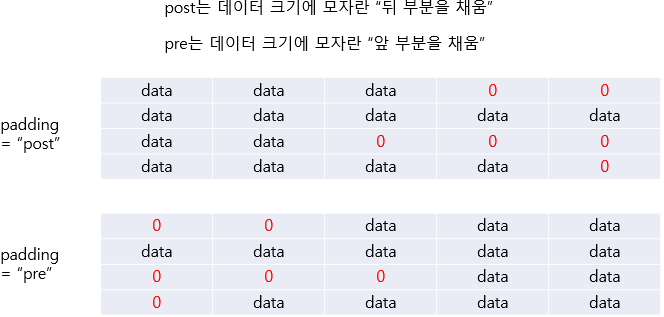 post는 데이터 크기에 모자란 “뒤 부분을 채움”
pre는 데이터 크기에 모자란 “앞 부분을 채움”
padding
= “post”
data data data 0 0
data data data data data
data data 0 0 0
data data data data 0
padding
= “pre”
0 0 data data data
data data data data data
0 0 0 data data
0 data data data data